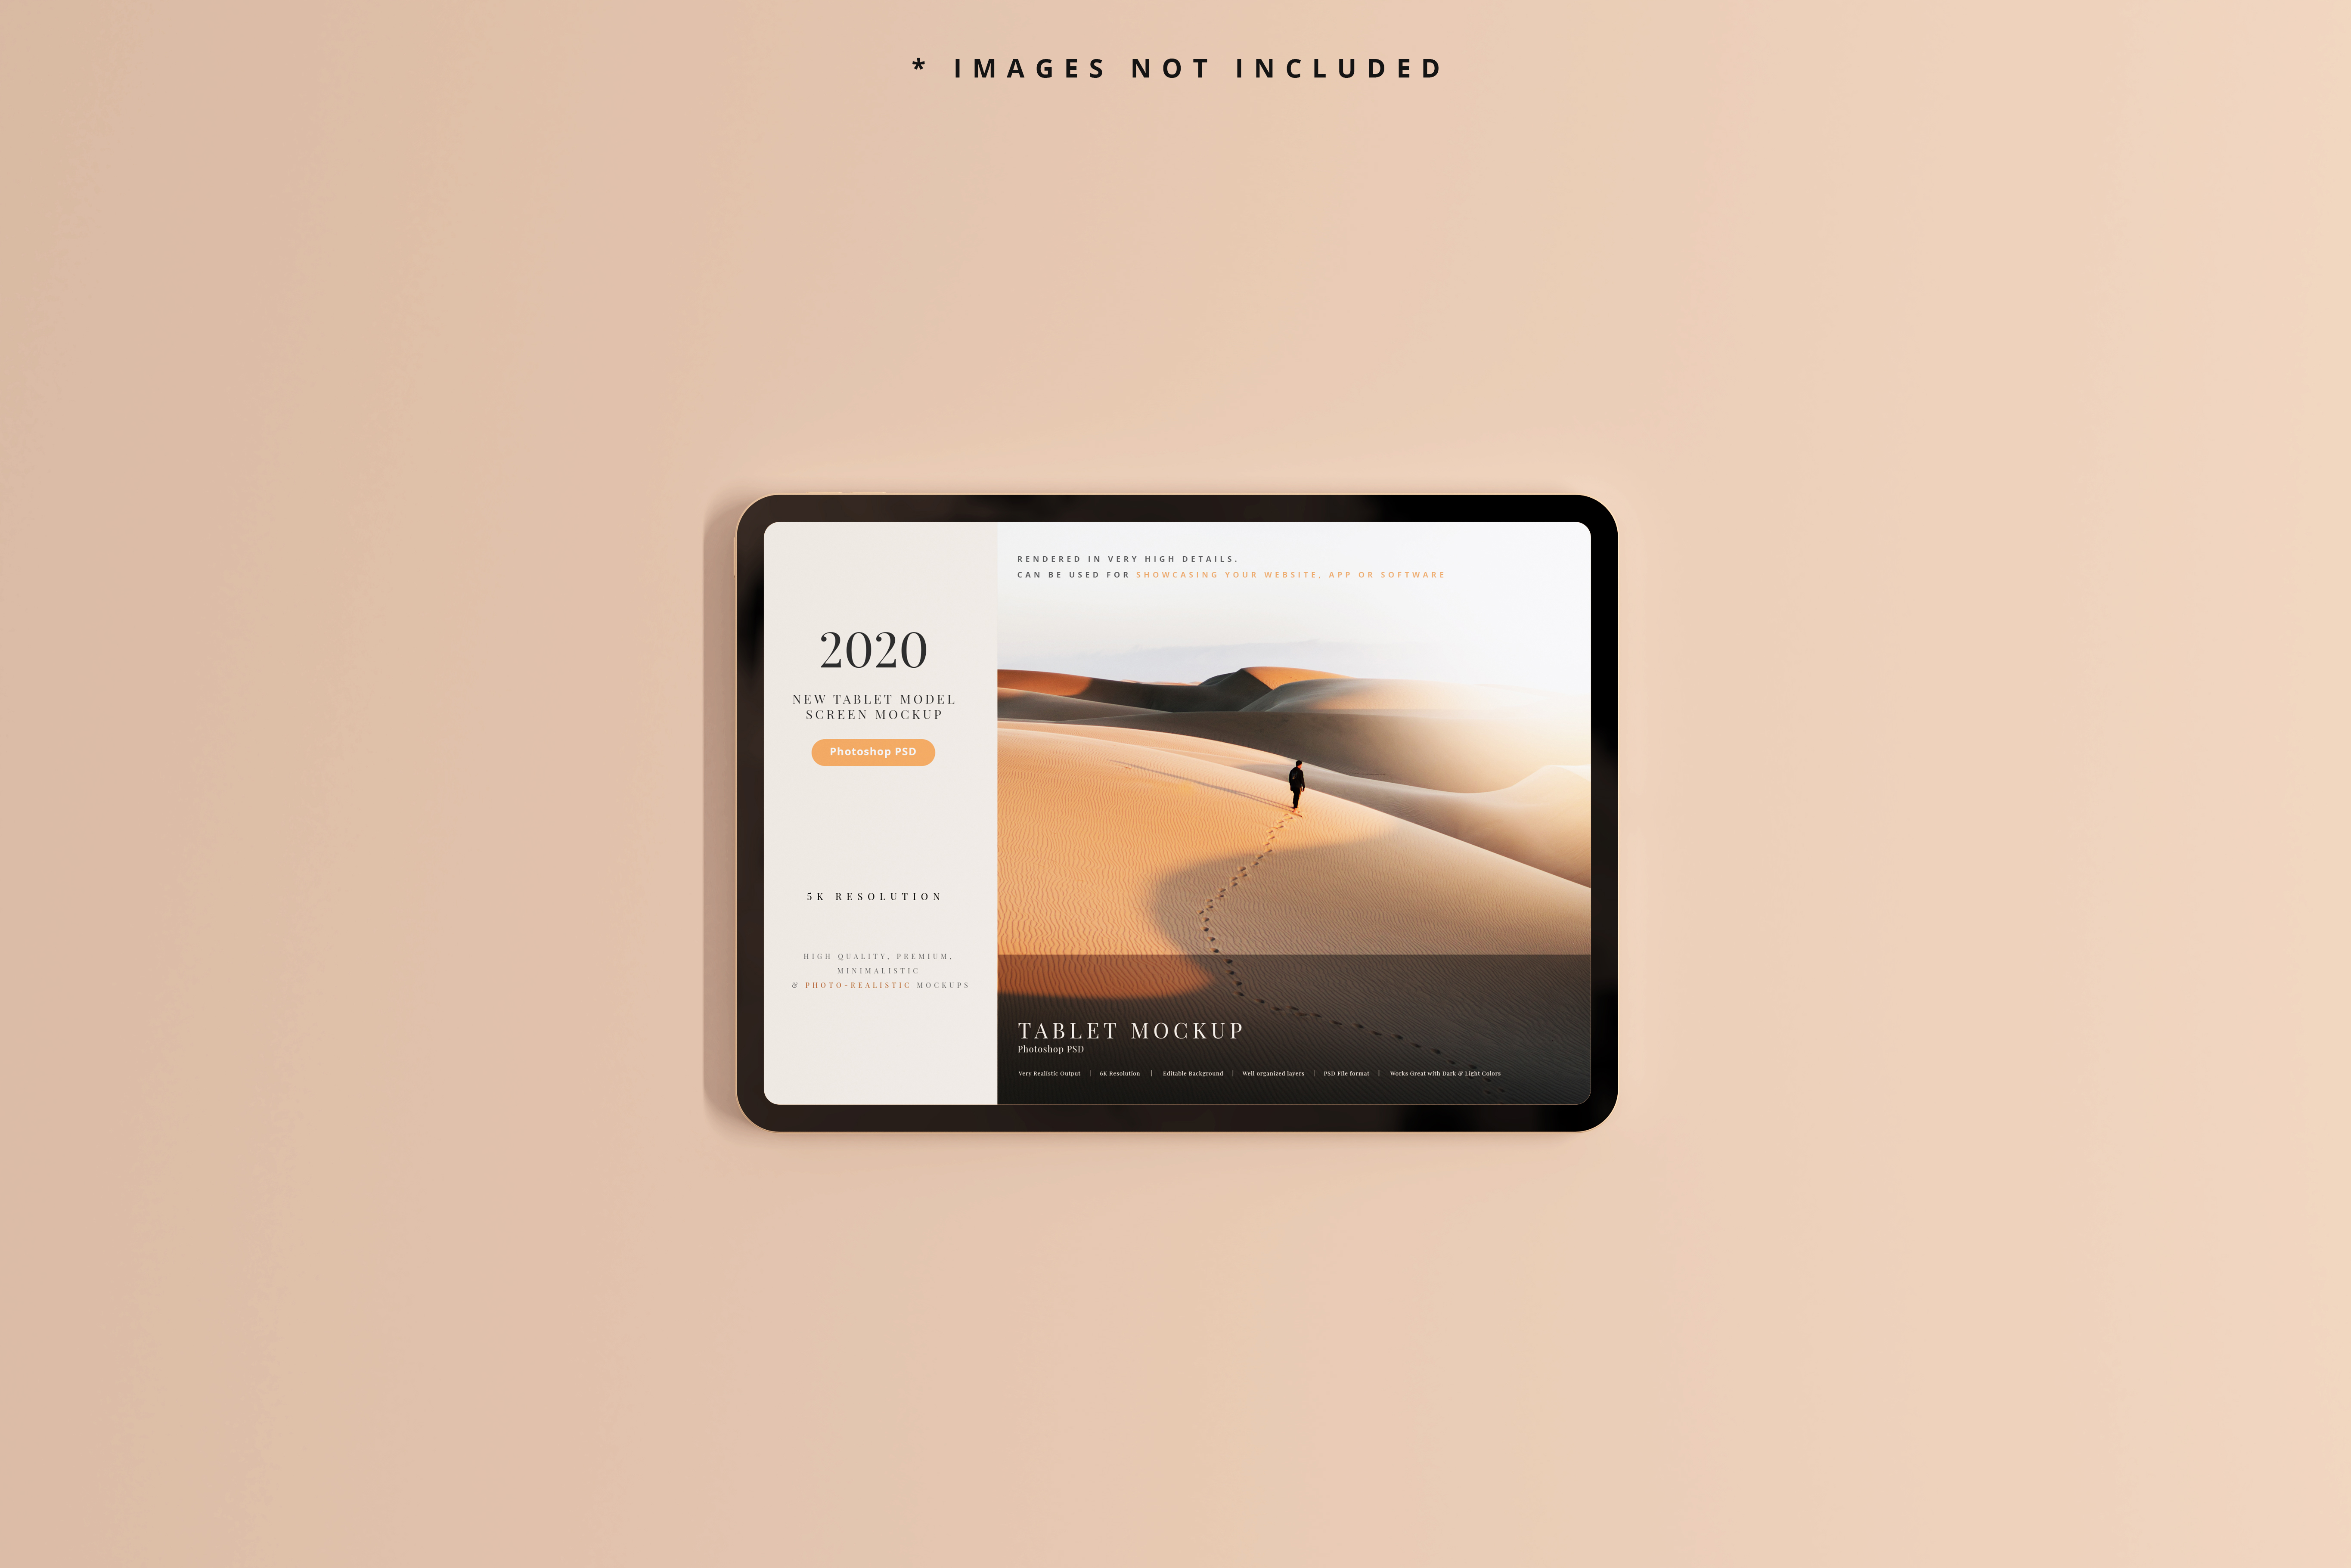 * IMAGES NOT INCLUDED
2020
NEW TABLET MODEL
SCREEN MOCKUP
Photoshop PSD
5K RESOLUTION
HIGH QUALITY, PREMIUM,
MINIMALISTIC
& PHOTO-REALISTIC MOCKUPS
RENDERED IN VERY HIGH DETAILS.
CAN BE USED FOR SHOWCASING YOUR WEBSITE, APP OR SOFTWARE
TABLET MOCKUP
Photoshop PSD
Very Realistic Output | 6K Resolution | Editable Background | Well organized layers | PSD File format | Works Great with Dark & Light Colors